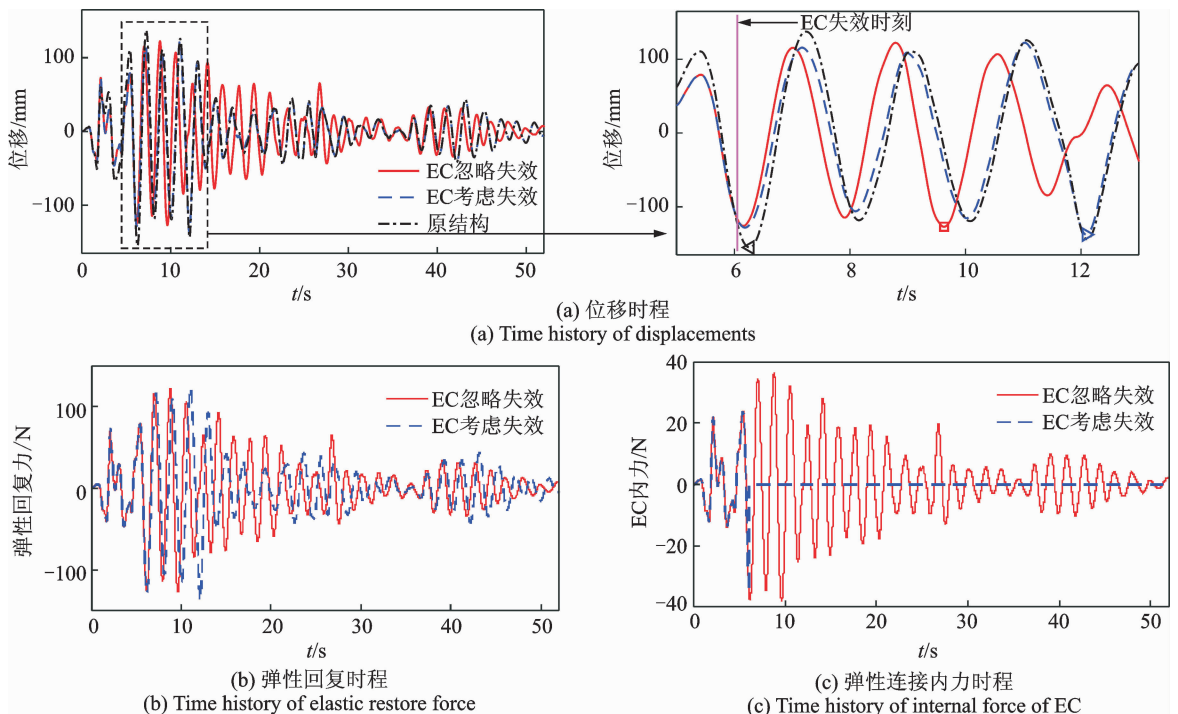 100
0
−100
位移/mm
EC忽略失效
EC考虑失效
原结构
0
10
20
30
40
50
t/s
EC失效时刻
100
0
−100
位移/mm
6
8
10
12
t/s
(a) 位移时程
(a) Time history of displacements
100
0
−100
弹性回复力/N
EC忽略失效
EC考虑失效
0
10
20
30
40
50
t/s
(b) 弹性回复时程
(b) Time history of elastic restore force
40
20
0
−20
−40
EC内力/N
EC忽略失效
EC考虑失效
0
10
20
30
40
50
t/s
(c) 弹性连接内力时程
(c) Time history of internal force of EC